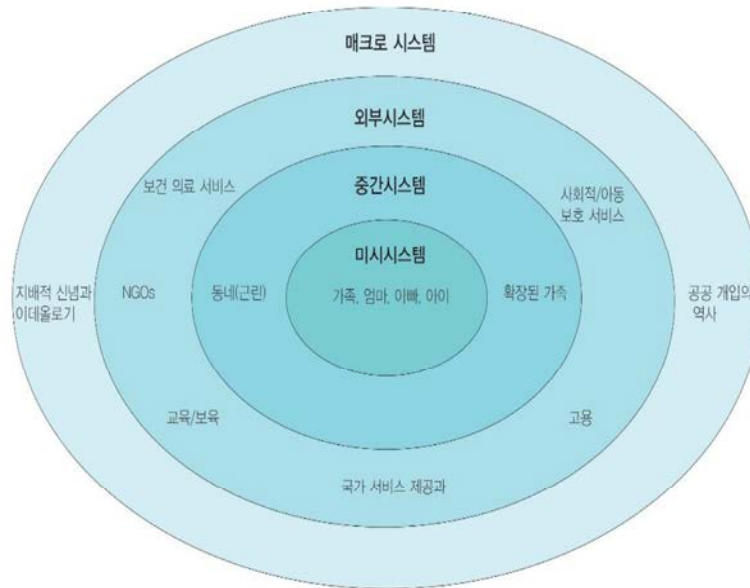 매크로 시스템
외부시스템
보건 의료 서비스
중간시스템
사회적/아동
보호 서비스
미시시스템
지배적 신념과
이데올로기
NGOs
동네(근린)
가족, 엄마, 아빠, 아이
확장된 가족
공공 개입의
역사
교육/보육
고용
국가 서비스 제공과